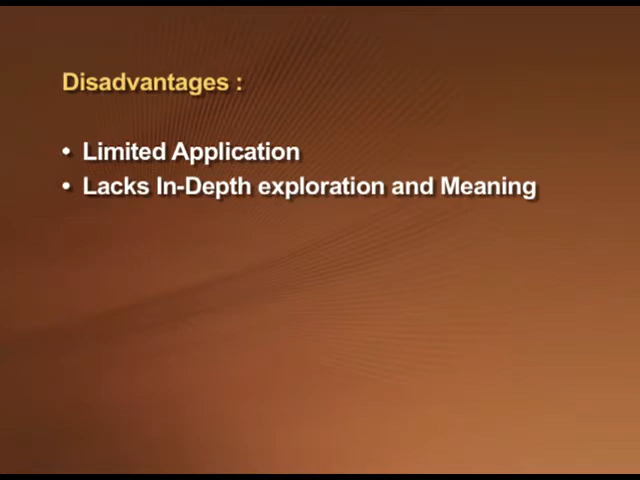 Disadvantages :
• Limited Application
• Lacks In-Depth exploration and Meaning